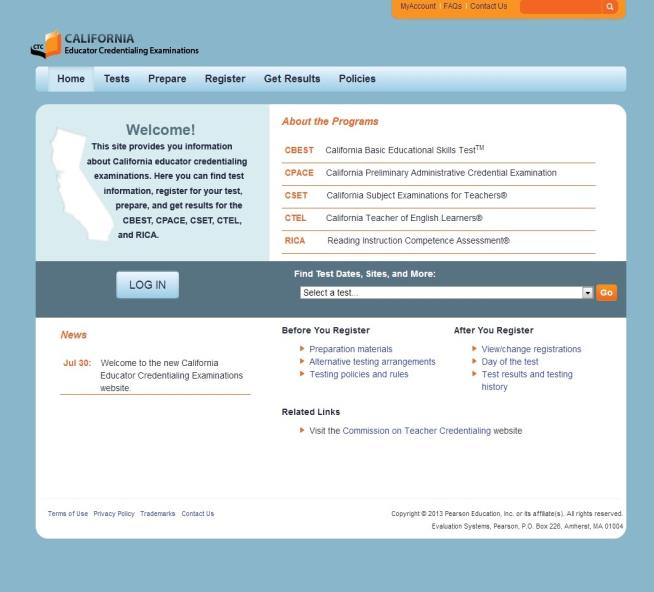 MyAccount | FAQs | Contact Us
CTC
CALIFORNIA
Educator Credentialing Examinations
Home Tests Prepare Register Get Results Policies
Welcome!
This site provides you information
about California educator credentialing
examinations. Here you can find test
information, register for your test,
prepare, and get results for the
CBEST, CPACE, CSET, CTEL,
and RICA.
About the Programs
CBEST California Basic Educational Skills Test™
CPACE California Preliminary Administrative Credential Examination
CSET California Subject Examinations for Teachers®
CTEL California Teacher of English Learners®
RICA Reading Instruction Competence Assessment®
LOG IN
Find Test Dates, Sites, and More:
Select a test... Go
News
Jul 30: Welcome to the new California
Educator Credentialing Examinations
website.
Before You Register
Preparation materials
Alternative testing arrangements
Testing policies and rules
After You Register
View/change registrations
Day of the test
Test results and testing
history
Related Links
Visit the Commission on Teacher Credentialing website
Terms of Use Privacy Policy Trademarks Contact Us
Copyright © 2013 Pearson Education, Inc. or its affiliate(s). All rights reserved.
Evaluation Systems, Pearson, P.O. Box 226, Amherst, MA 01004